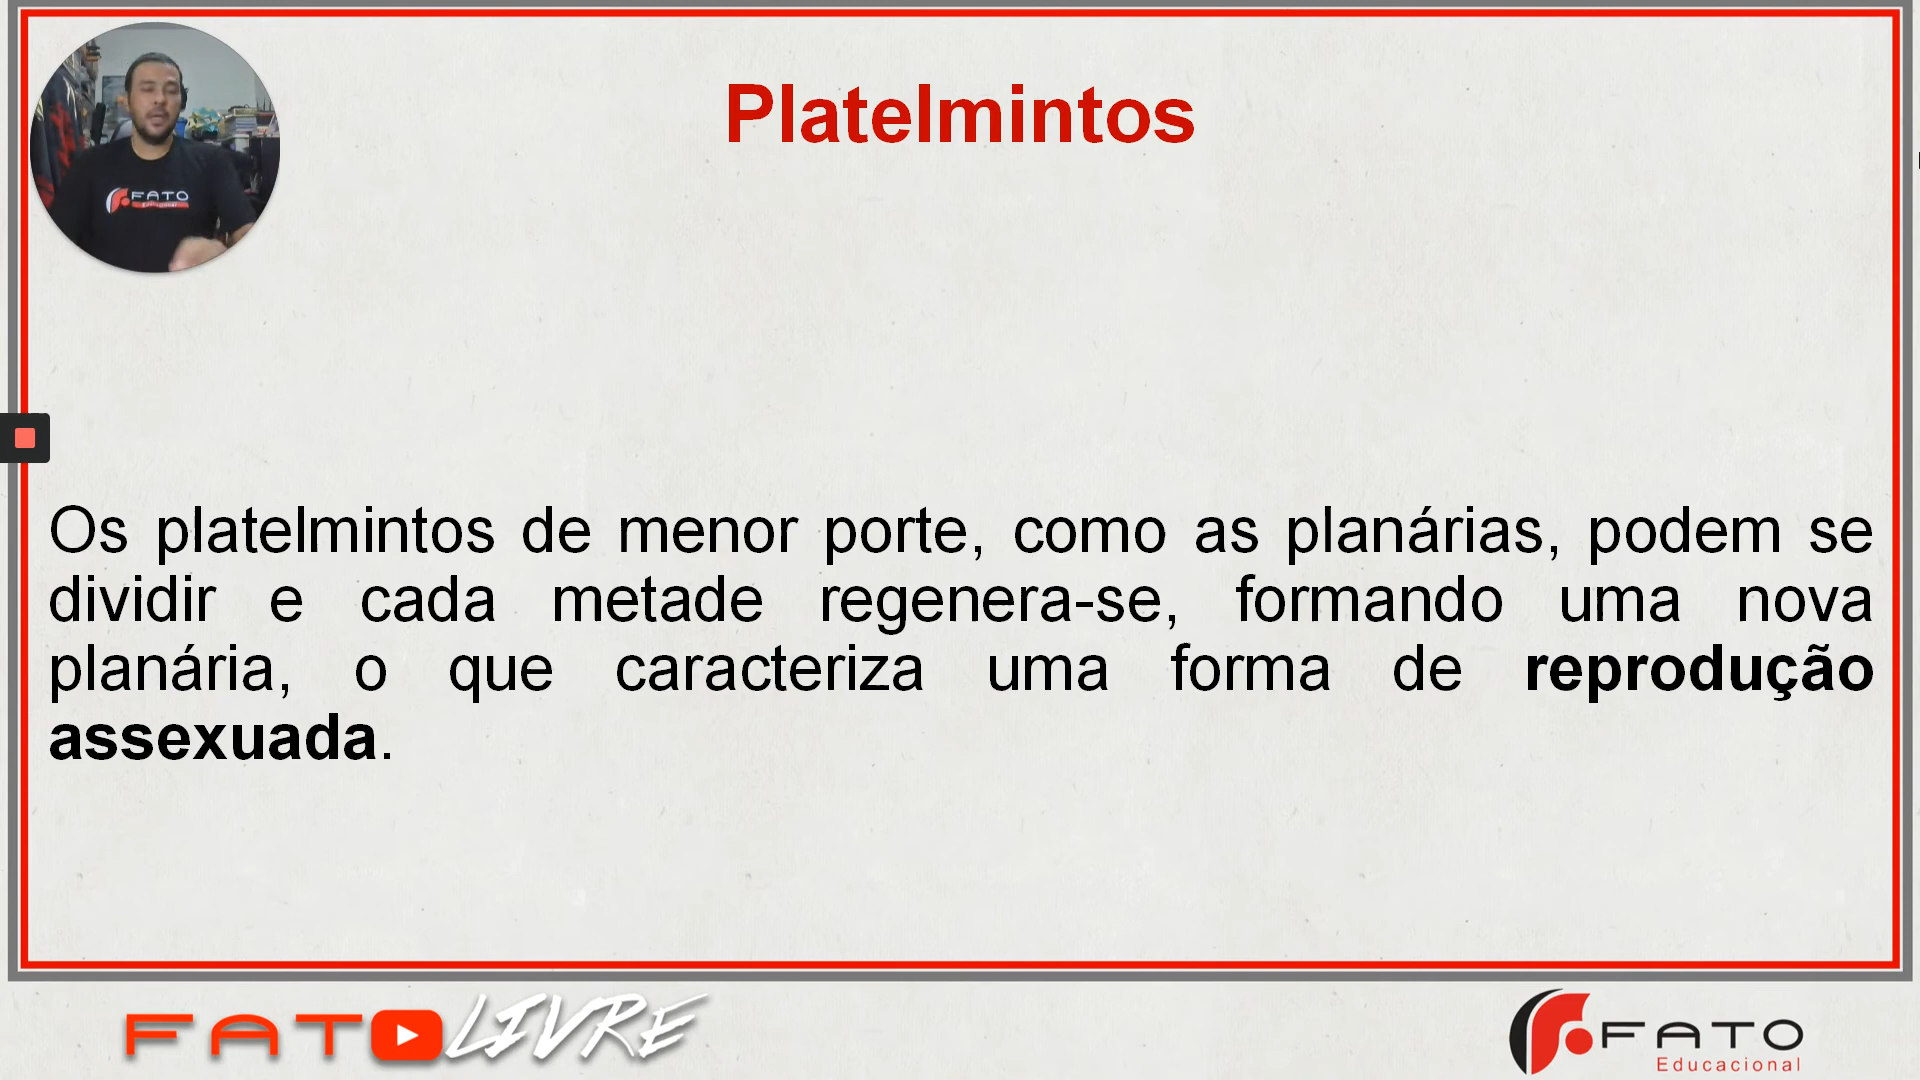 Platelmintos
FATO
Os platelmintos de menor porte, como as planárias, podem se
dividir e cada metade regenera-se, formando uma nova
planária, o que caracteriza uma forma de reprodução
assexuada.
FATO LIVRE
FATO
Educacional